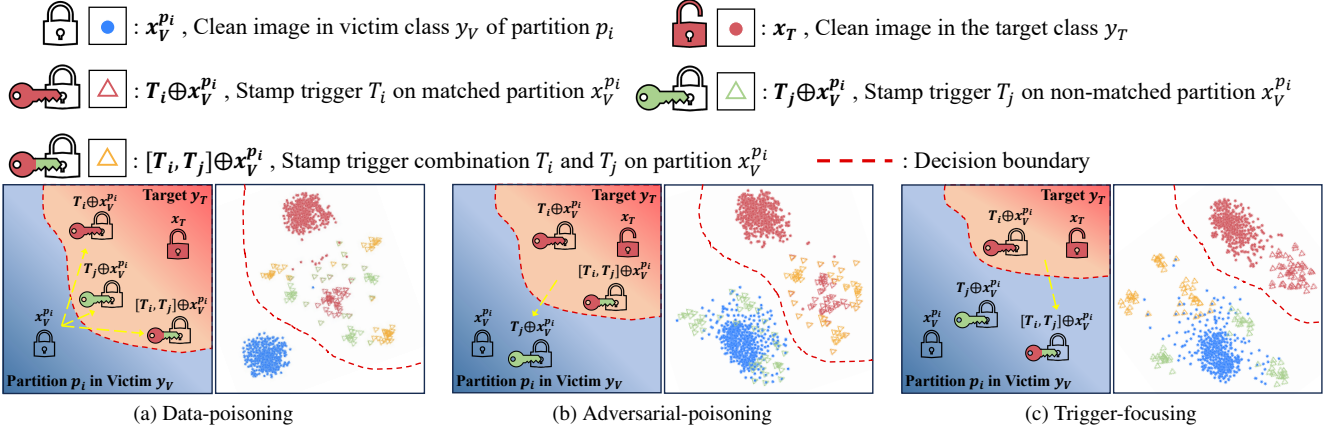 : x_V^{p_i} , Clean image in victim class y_V of partition p_i
: x_T , Clean image in the target class y_T
: T_i⊕x_V^{p_i} , Stamp trigger T_i on matched partition x_V^{p_i}
: T_j⊕x_V^{p_i} , Stamp trigger T_j on non-matched partition x_V^{p_i}
: [T_i, T_j]⊕x_V^{p_i} , Stamp trigger combination T_i and T_j on partition x_V^{p_i}
: Decision boundary
Target y_T
T_i⊕x_V^{p_i}
x_T
T_j⊕x_V^{p_i}
[T_i, T_j]⊕x_V^{p_i}
x_V^{p_i}
Partition p_i in Victim y_V
(a) Data-poisoning
Target y_T
T_i⊕x_V^{p_i}
x_T
[T_i, T_j]⊕x_V^{p_i}
x_V^{p_i}
T_j⊕x_V^{p_i}
Partition p_i in Victim y_V
(b) Adversarial-poisoning
Target y_T
T_i⊕x_V^{p_i}
x_T
T_j⊕x_V^{p_i}
x_V^{p_i}
[T_i, T_j]⊕x_V^{p_i}
Partition p_i in Victim y_V
(c) Trigger-focusing